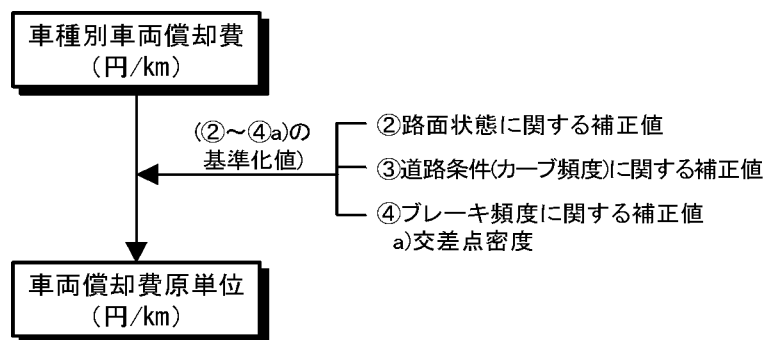 車種別車両償却費
(円/km)
(②～④a)の
基準化値)
②路面状態に関する補正値
③道路条件(カーブ頻度)に関する補正値
④ブレーキ頻度に関する補正値
a)交差点密度
車両償却費原単位
(円/km)